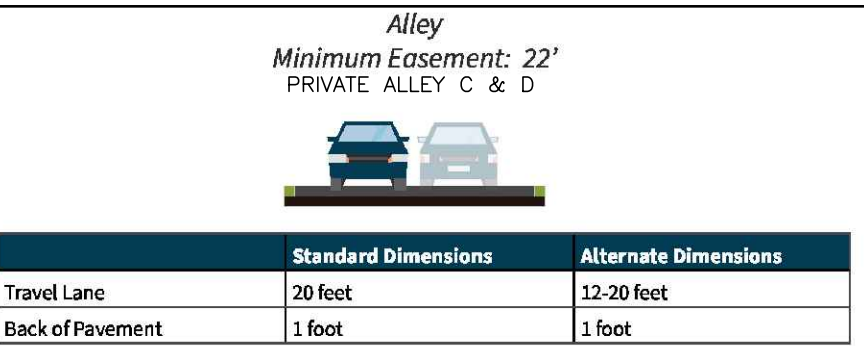 Alley
Minimum Easement: 22’
PRIVATE ALLEY C & D
Standard Dimensions Alternate Dimensions
Travel Lane 20 feet 12-20 feet
Back of Pavement 1 foot 1 foot